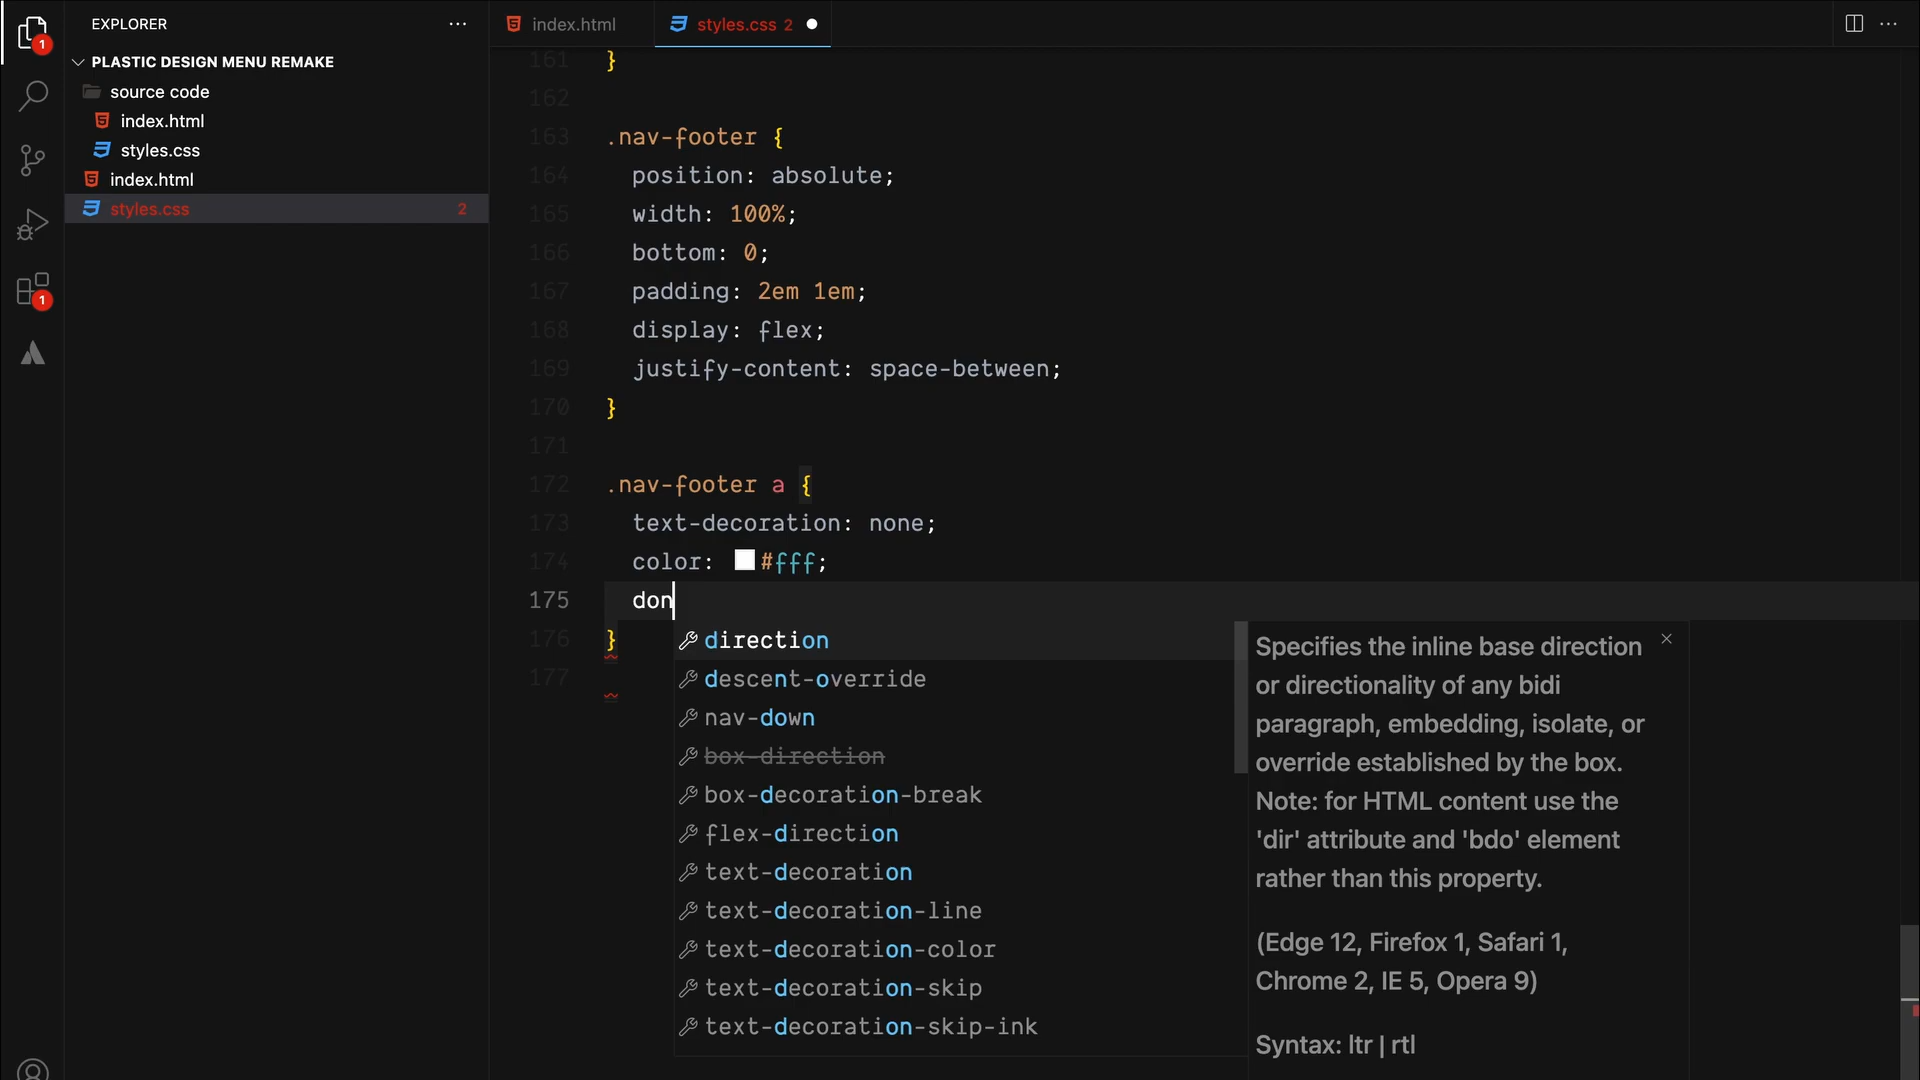 EXPLORER
index.html
styles.css 2
1
PLASTIC DESIGN MENU REMAKE
source code
index.html
styles.css
index.html
styles.css 2
1
161 }
162
163 .nav-footer {
164 position: absolute;
165 width: 100%;
166 bottom: 0;
167 padding: 2em 1em;
168 display: flex;
169 justify-content: space-between;
170 }
171
172 .nav-footer a {
173 text-decoration: none;
174 color: #fff;
175 don
176 }
177
direction
descent-override
nav-down
box-direction
box-decoration-break
flex-direction
text-decoration
text-decoration-line
text-decoration-color
text-decoration-skip
text-decoration-skip-ink
Specifies the inline base direction
or directionality of any bidi
paragraph, embedding, isolate, or
override established by the box.
Note: for HTML content use the
'dir' attribute and 'bdo' element
rather than this property.
(Edge 12, Firefox 1, Safari 1,
Chrome 2, IE 5, Opera 9)
Syntax: ltr | rtl